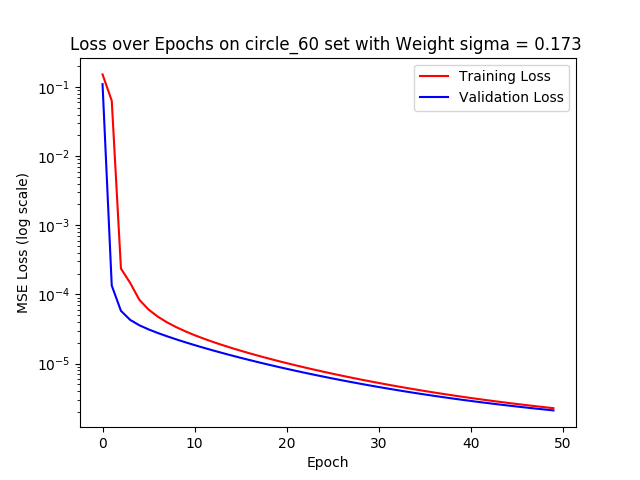 Loss over Epochs on circle_60 set with Weight sigma = 0.173
Training Loss
Validation Loss
MSE Loss (log scale)
10⁻¹
10⁻²
10⁻³
10⁻⁴
10⁻⁵
0 10 20 30 40 50
Epoch